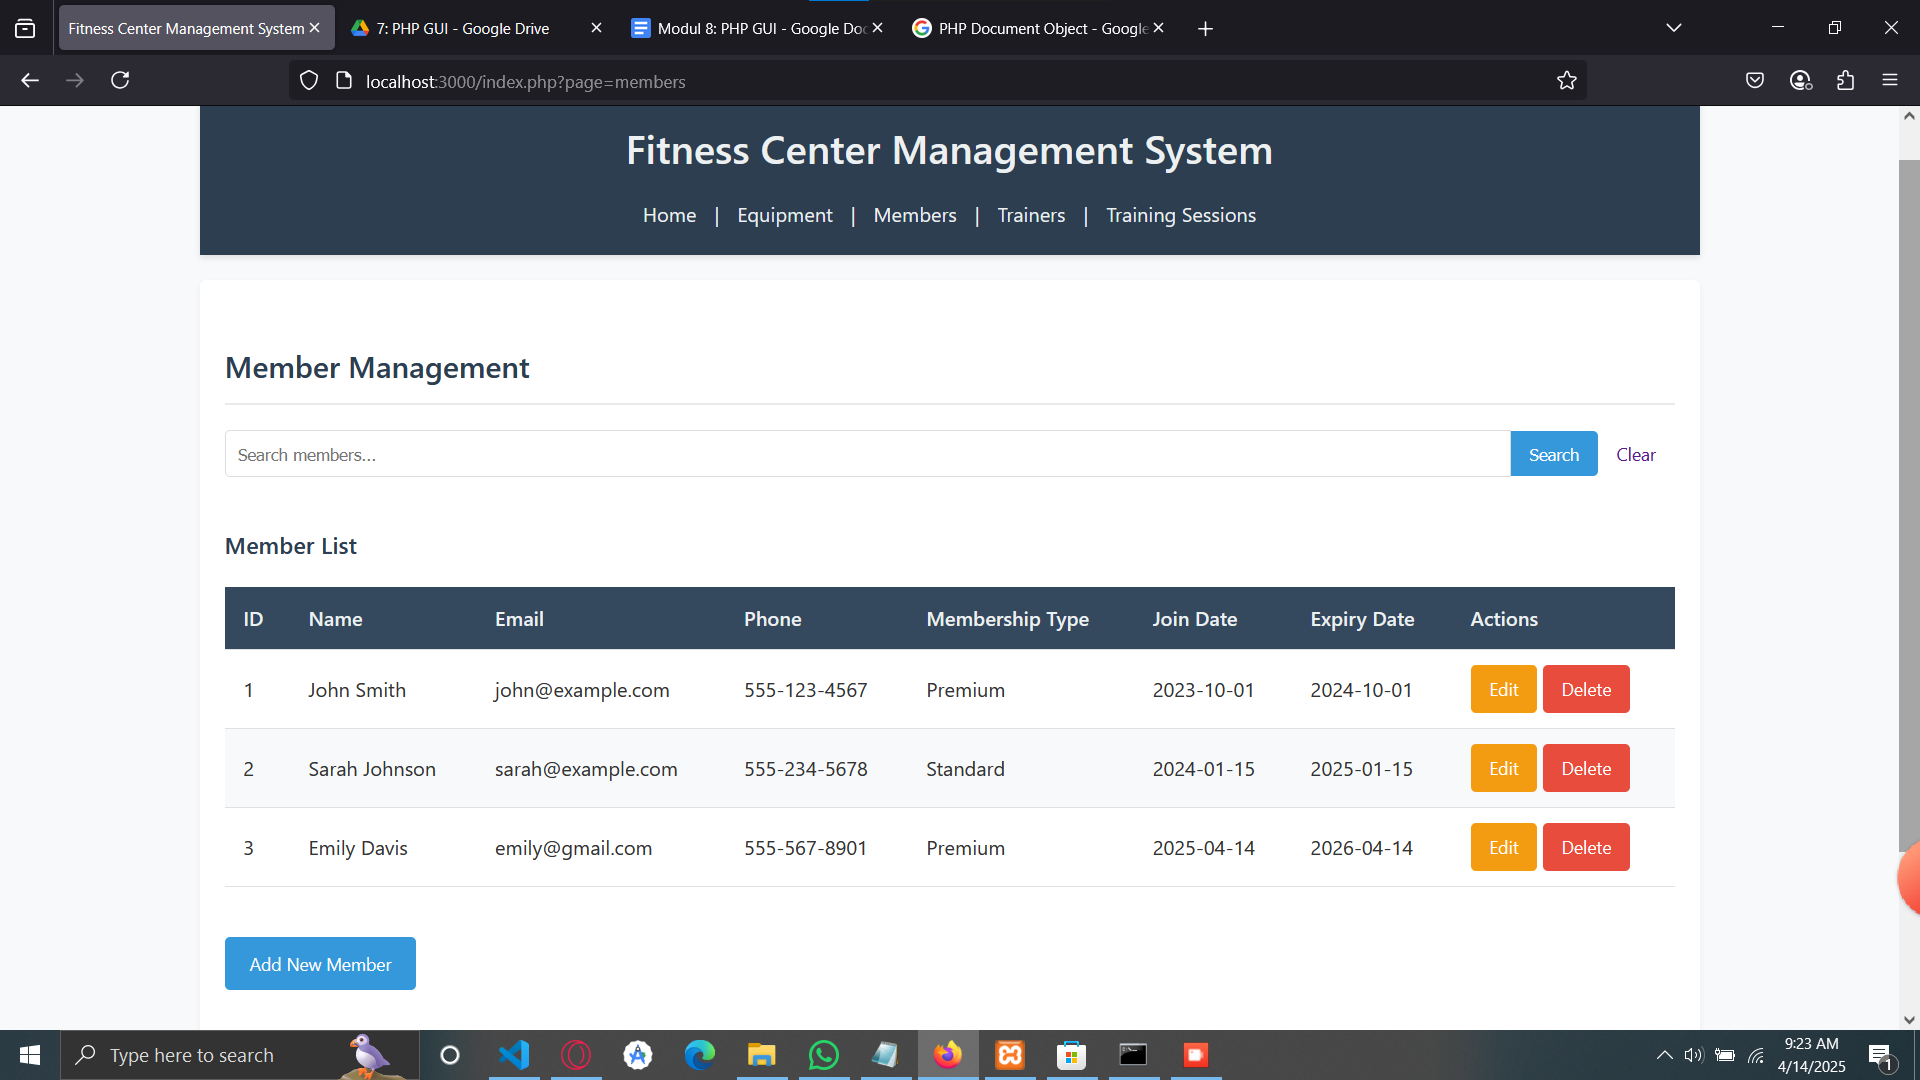 Fitness Center Management System
7: PHP GUI - Google Drive
Modul 8: PHP GUI - Google Doc
PHP Document Object - Google
localhost:3000/index.php?page=members
Fitness Center Management System
Home | Equipment | Members | Trainers | Training Sessions
Member Management
Search members...
Search
Clear
Member List
ID Name Email Phone Membership Type Join Date Expiry Date Actions
1 John Smith john@example.com 555-123-4567 Premium 2023-10-01 2024-10-01 Edit Delete
2 Sarah Johnson sarah@example.com 555-234-5678 Standard 2024-01-15 2025-01-15 Edit Delete
3 Emily Davis emily@gmail.com 555-567-8901 Premium 2025-04-14 2026-04-14 Edit Delete
Add New Member
Type here to search
9:23 AM
4/14/2025
1